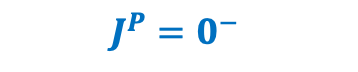 J^P = 0^−